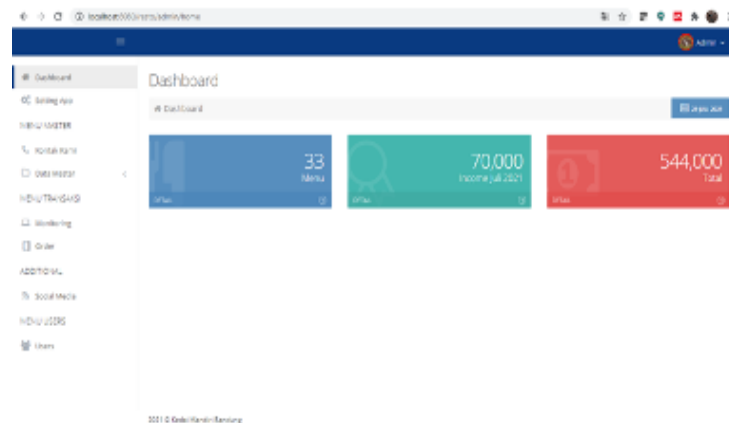 Admin
Dashboard
Setting App
Dashboard
Dashboard
MENU MASTER
Kontak Kami
Data Master
MENU TRANSAKSI
Monitoring
Order
ADDITIONAL
Social Media
MENU USERS
Users
33
Menu
70,000
Income Juli 2021
544,000
Total